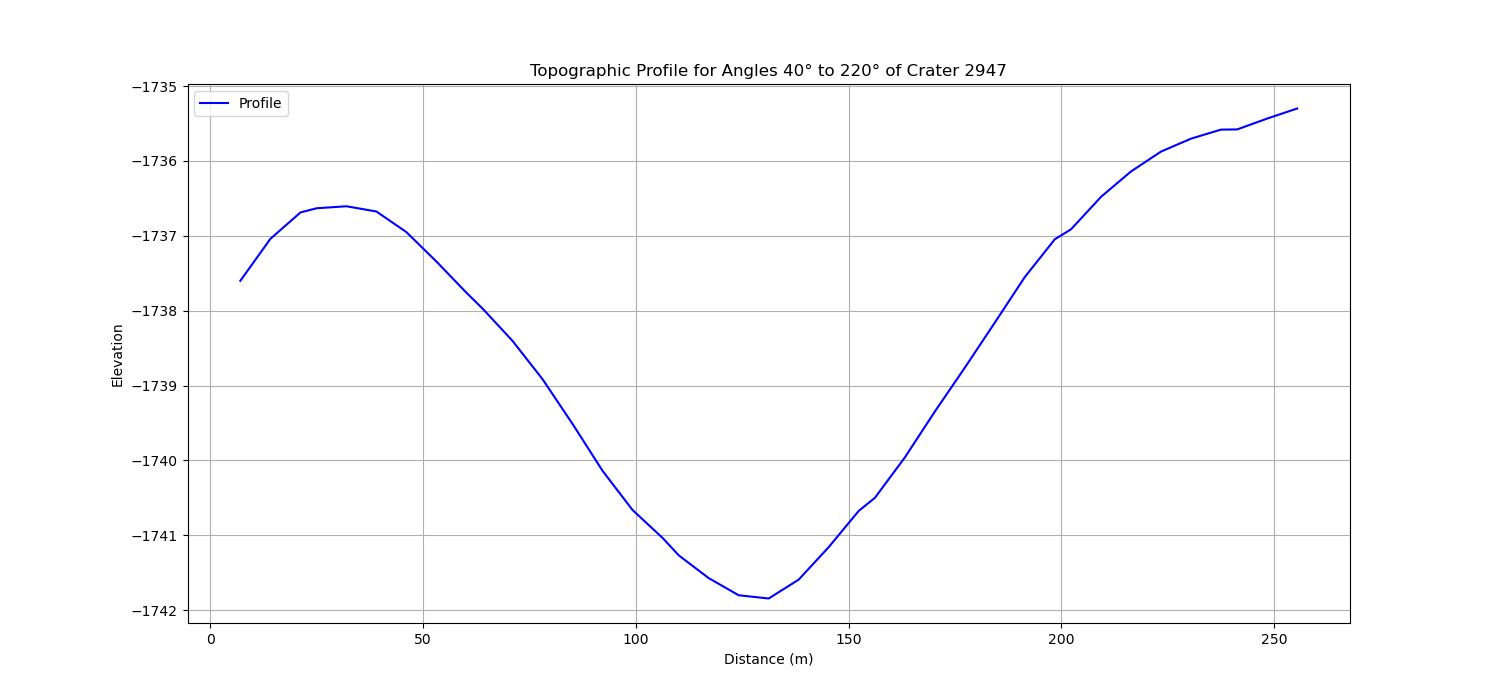 Topographic Profile for Angles 40° to 220° of Crater 2947
Profile
Elevation
−1735
−1736
−1737
−1738
−1739
−1740
−1741
−1742
0 50 100 150 200 250
Distance (m)